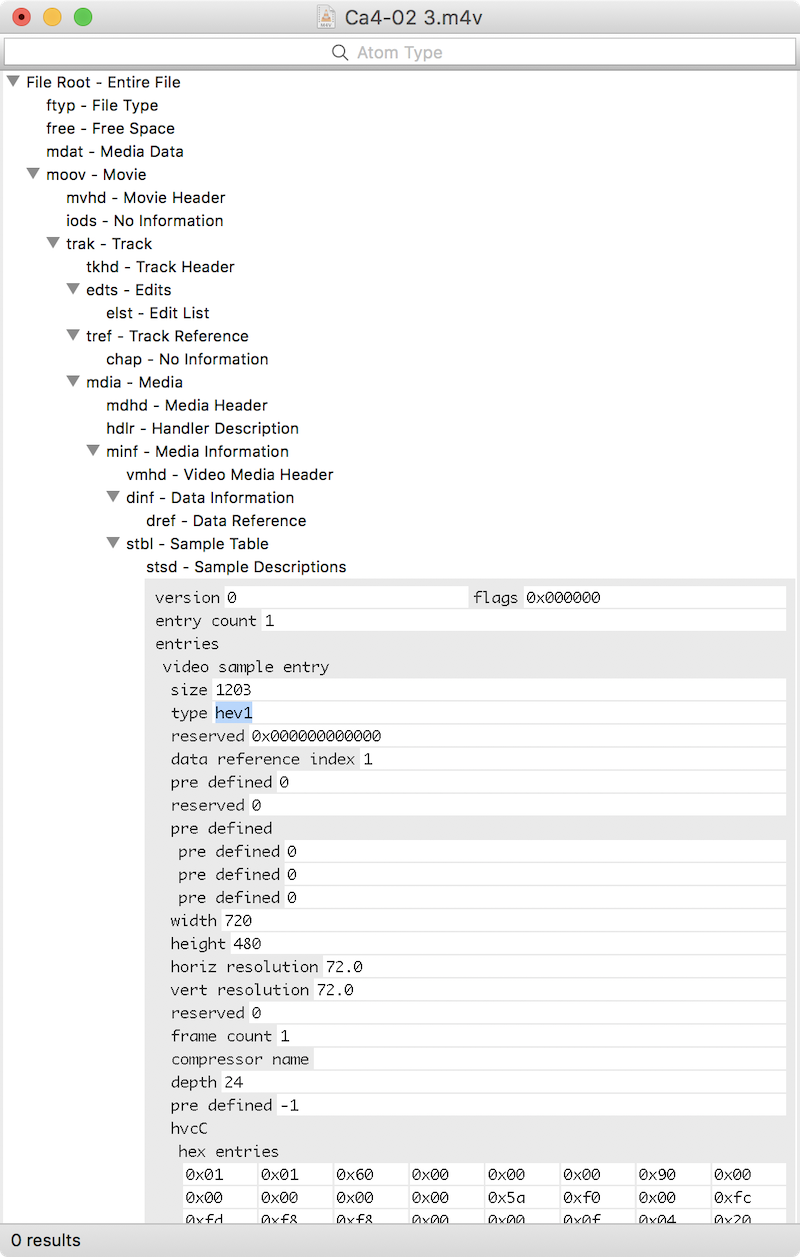 Ca4-02 3.m4v
Atom Type
File Root - Entire File
ftyp - File Type
free - Free Space
mdat - Media Data
moov - Movie
mvhd - Movie Header
iods - No Information
trak - Track
tkhd - Track Header
edts - Edits
elst - Edit List
tref - Track Reference
chap - No Information
mdia - Media
mdhd - Media Header
hdlr - Handler Description
minf - Media Information
vmhd - Video Media Header
dinf - Data Information
dref - Data Reference
stbl - Sample Table
stsd - Sample Descriptions
version 0 flags 0x000000
entry count 1
entries
video sample entry
size 1203
type hev1
reserved 0x000000000000
data reference index 1
pre defined 0
reserved 0
pre defined
pre defined 0
pre defined 0
pre defined 0
width 720
height 480
horiz resolution 72.0
vert resolution 72.0
reserved 0
frame count 1
compressor name
depth 24
pre defined -1
hvcC
hex entries
0x01 0x01 0x60 0x00 0x00 0x00 0x90 0x00
0x00 0x00 0x00 0x00 0x5a 0xf0 0x00 0xfc
0xfd 0xf8 0xf8 0x00 0x00 0x0f 0x04 0x20
0 results